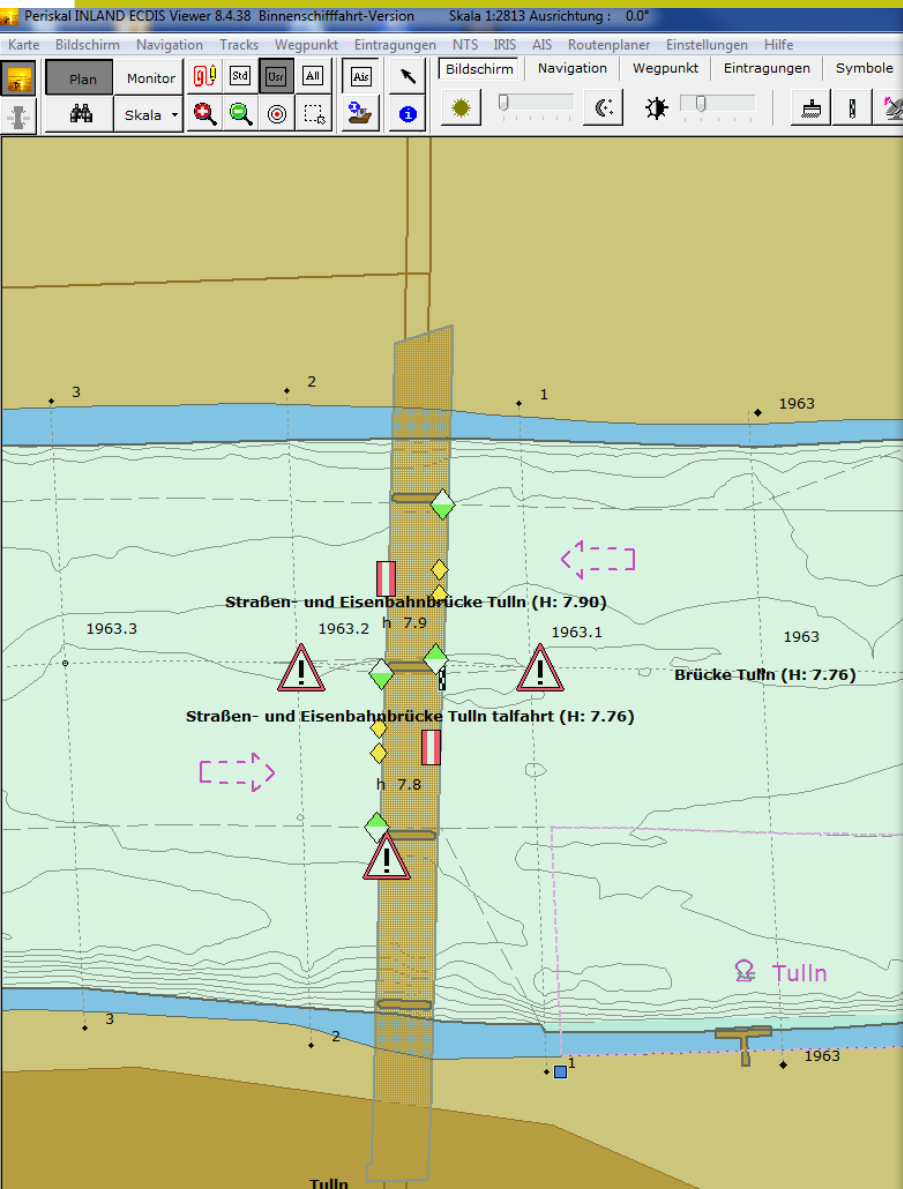 Periskal INLAND ECDIS Viewer 8.4.38 Binnenschifffahrt-Version Skala 1:2813 Ausrichtung : 0.0°
Karte Bildschirm Navigation Tracks Wegpunkt Eintragungen NTS IRIS AIS Routenplaner Einstellungen Hilfe
Plan Monitor Std Usr All Ais
Bildschirm Navigation Wegpunkt Eintragungen Symbole
Skala
3
2
1
1963
Straßen- und Eisenbahnbrücke Tulln (H: 7.90)
h 7.9
1963.3
1963.2
1963.1
1963
Brücke Tulln (H: 7.76)
Straßen- und Eisenbahnbrücke Tulln talfahrt (H: 7.76)
h 7.8
Tulln
3
2
1
1963
Tulln